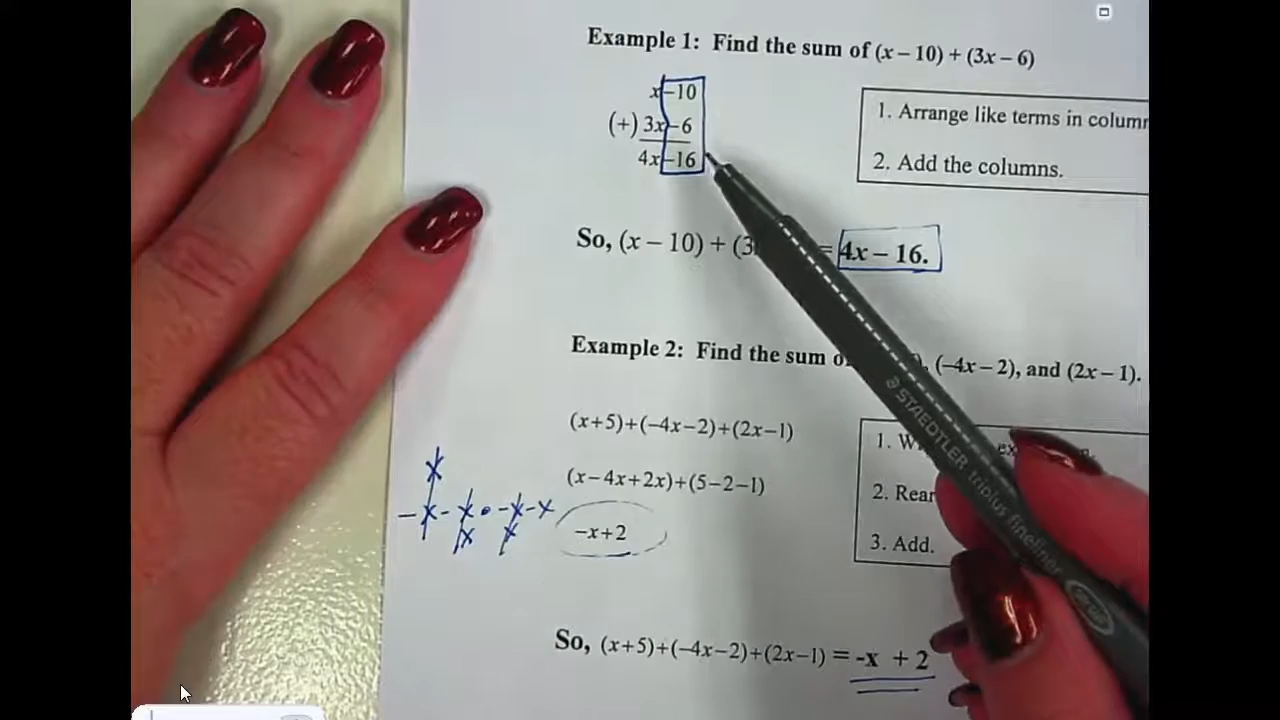 Example 1: Find the sum of (x – 10) + (3x – 6)
x –10
(+) 3x – 6
4x –16
1. Arrange like terms in
2. Add the columns.
So, (x – 10) + (3 = 4x – 16.
Example 2: Find the sum (–4x – 2), and (2x – 1).
(x+5)+(–4x–2)+(2x–1)
(x–4x+2x)+(5–2–1)
–x+2
1.
2.
3. Add.
So, (x+5)+(–4x–2)+(2x–1) = -x + 2
STAEDTLER triplus fineliner